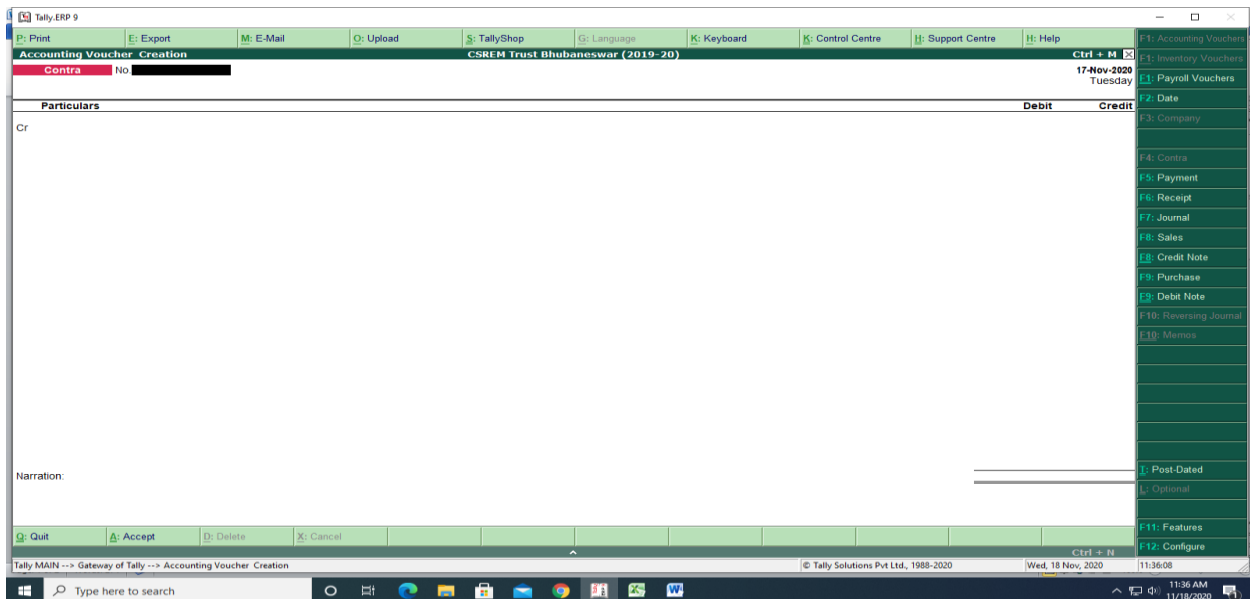 Tally.ERP 9
P: Print E: Export M: E-Mail O: Upload S: TallyShop G: Language K: Keyboard K: Control Centre H: Support Centre H: Help
Accounting Voucher Creation CSREM Trust Bhubaneswar (2019-20) Ctrl + M
Contra No. 17-Nov-2020
Tuesday
Particulars Debit Credit
Cr
Narration:
F1: Accounting Vouchers
F1: Inventory Vouchers
F1: Payroll Vouchers
F2: Date
F3: Company
F4: Contra
F5: Payment
F6: Receipt
F7: Journal
F8: Sales
F8: Credit Note
F9: Purchase
F9: Debit Note
F10: Reversing Journal
F10: Memos
T: Post-Dated
L: Optional
F11: Features
F12: Configure
Q: Quit A: Accept D: Delete X: Cancel
Ctrl + N
Tally MAIN --> Gateway of Tally --> Accounting Voucher Creation © Tally Solutions Pvt Ltd., 1988-2020 Wed, 18 Nov, 2020 11:36:08
Type here to search 11:36 AM
11/18/2020